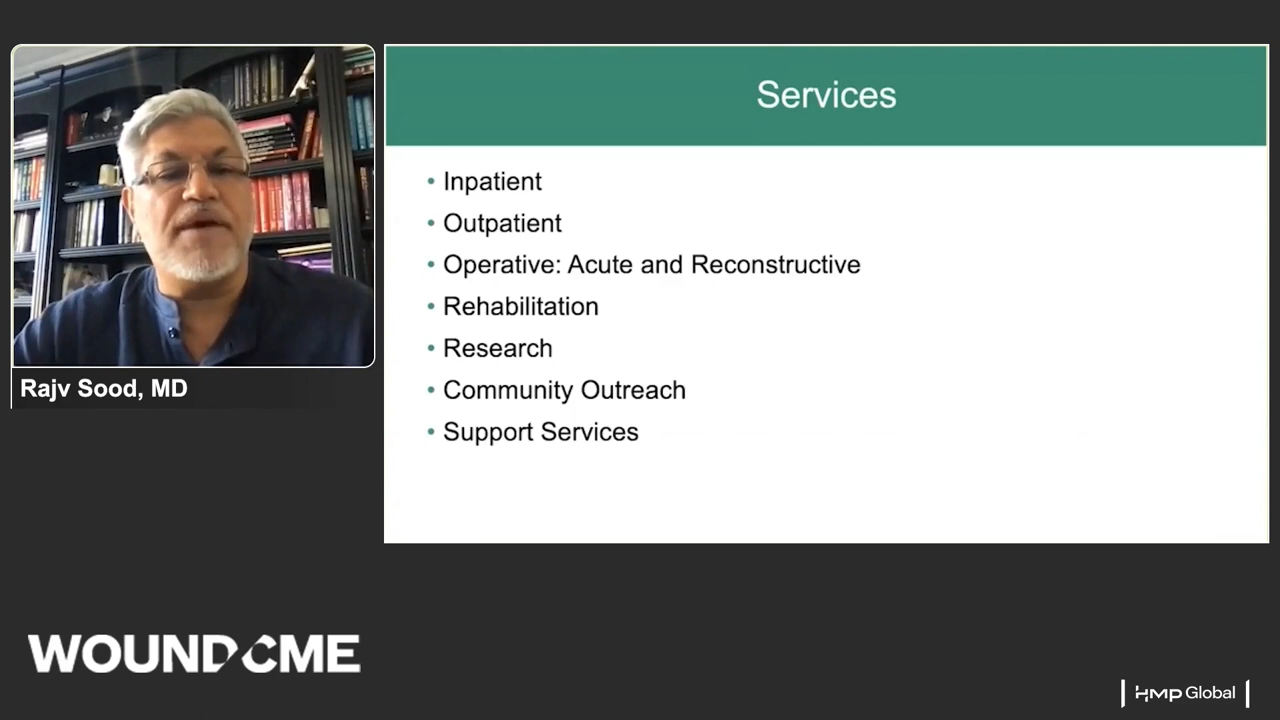 Services
• Inpatient
• Outpatient
• Operative: Acute and Reconstructive
• Rehabilitation
• Research
• Community Outreach
• Support Services
Rajv Sood, MD
WOUNDCME
HMP Global